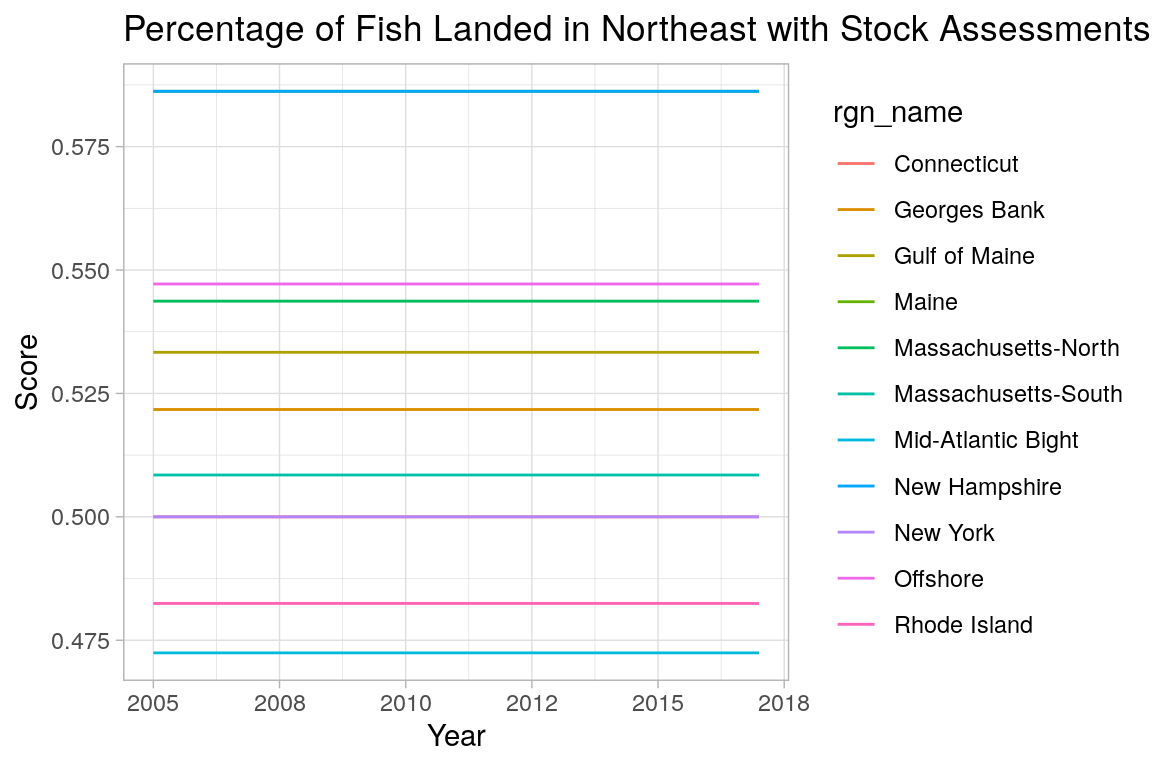 Percentage of Fish Landed in Northeast with Stock Assessments
rgn_name
Connecticut
Georges Bank
Gulf of Maine
Maine
Massachusetts-North
Massachusetts-South
Mid-Atlantic Bight
New Hampshire
New York
Offshore
Rhode Island
Score
0.575
0.550
0.525
0.500
0.475
2005 2008 2010 2012 2015 2018
Year